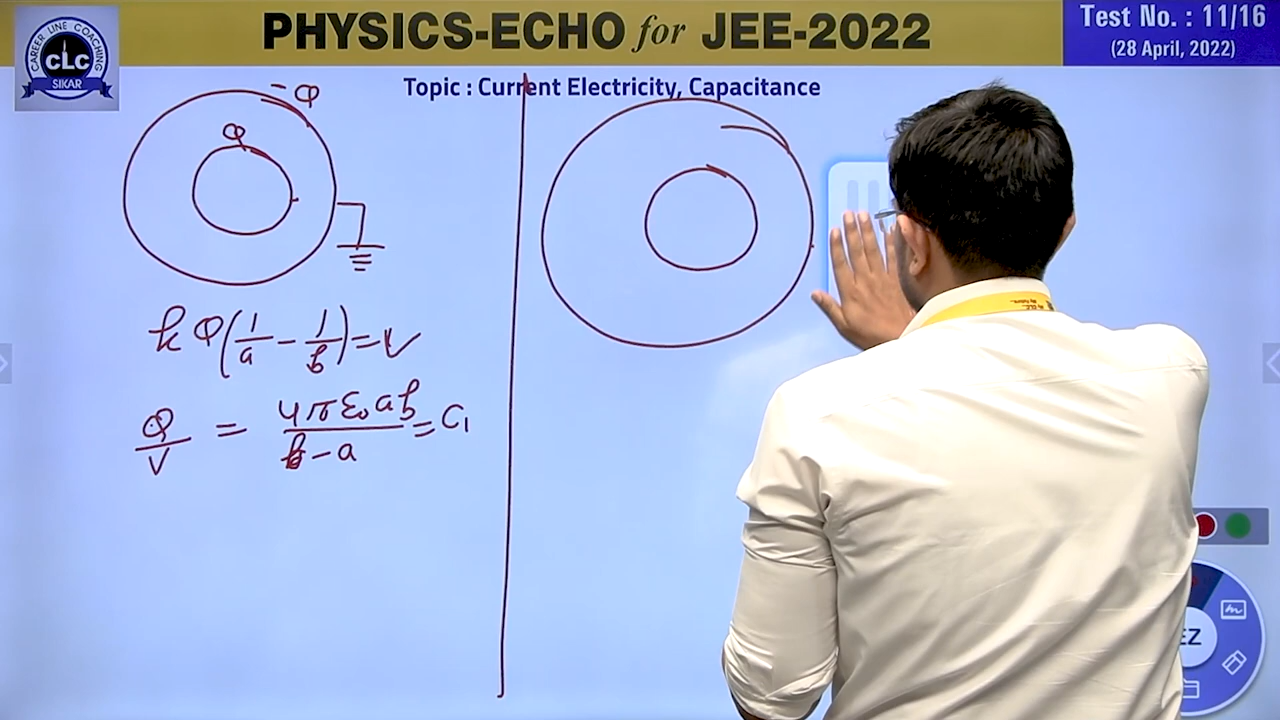 PHYSICS-ECHO for JEE-2022
Test No. : 11/16
(28 April, 2022)
CAREER LINE COACHING
CLC
SIKAR
Topic : Current Electricity, Capacitance
-Q
Q
kQ(1/a - 1/b) = V
Q/V = 4πε₀ab/b-a = C₁
EZ